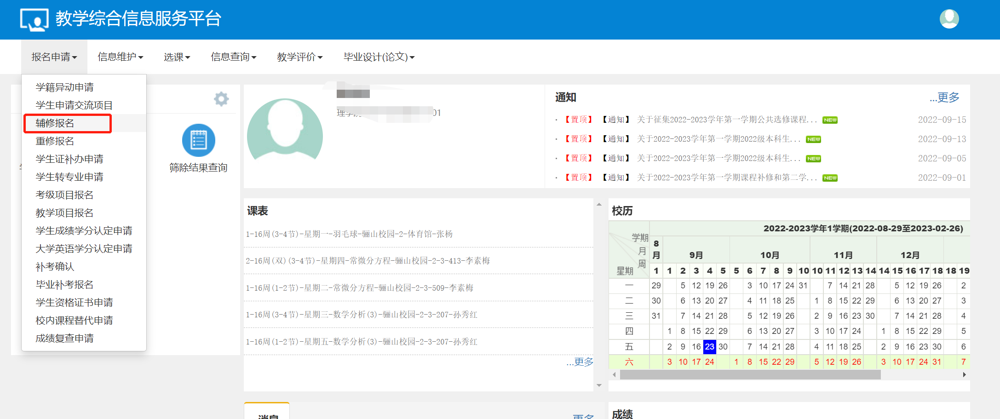 教学综合信息服务平台
报名申请
信息维护
选课
信息查询
教学评价
毕业设计(论文)
学籍异动申请
学生申请交流项目
辅修报名
重修报名
学生证补办申请
学生转专业申请
考级项目报名
教学项目报名
学生成绩学分认定申请
大学英语学分认定申请
补考确认
毕业补考报名
学生资格证书申请
校内课程替代申请
成绩复查申请
筛除结果查询
01
通知
...更多
【置顶】 【通知】 关于征集2022-2023学年第一学期公共选修课程... NEW 2022-09-15
【置顶】 【通知】 关于2022-2023学年第一学期2022级本科生... NEW 2022-09-13
【置顶】 【通知】 关于2022-2023学年第一学期2022级本科生... NEW 2022-09-05
【置顶】 【通知】 关于2022-2023学年第一学期课程补修和第二学... NEW 2022-09-01
课表
1-16周(3-4节)-星期一-羽毛球-骊山校园-2-体育馆-张杨
2-16周(双)(3-4节)-星期四-常微分方程-骊山校园-2-3-413-李素梅
1-16周(1-2节)-星期二-常微分方程-骊山校园-2-3-509-李素梅
1-16周(3-4节)-星期三-数学分析(3)-骊山校园-2-3-207-孙秀红
1-16周(1-2节)-星期五-数学分析(3)-骊山校园-2-3-207-孙秀红
...更多
校历
2022-2023学年1学期(2022-08-29至2023-02-26)
学期
月
周
星期
8月 9月 10月 11月 12月
1 1 2 3 4 5 5 6 7 8 9 10 10 11 12 13 14 14 15 16 17 18 18 19
一 29 5 12 19 26 3 10 17 24 31 7 14 21 28 5 12 19 26 2
二 30 6 13 20 27 4 11 18 25 1 8 15 22 29 6 13 20 27 3
三 31 7 14 21 28 5 12 19 26 2 9 16 23 30 7 14 21 28 4
四 1 8 15 22 29 6 13 20 27 3 10 17 24 1 8 15 22 29 5
五 2 9 16 23 30 7 14 21 28 4 11 18 25 2 9 16 23 30 6
六 3 10 17 24 1 8 15 22 29 5 12 19 26 3 10 17 24 31 7
消息
更多
成绩